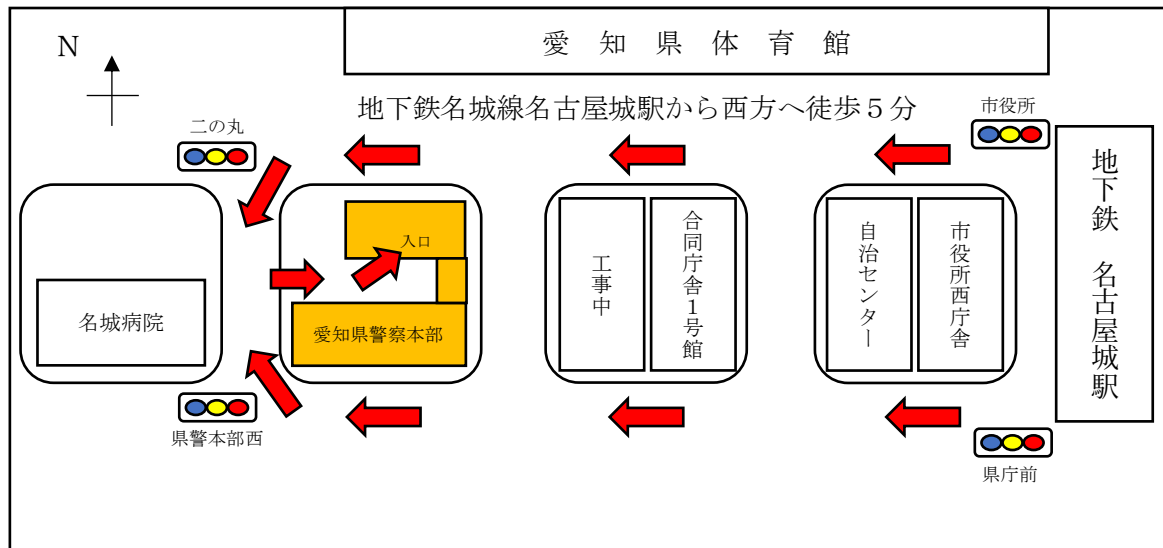 愛知県体育館
N
地下鉄名城線名古屋城駅から西方へ徒歩５分
市役所
二の丸
地下鉄　名古屋城駅
入口
工事中
合同庁舎１号館
自治センター
市役所西庁舎
名城病院
愛知県警察本部
県警本部西
県庁前